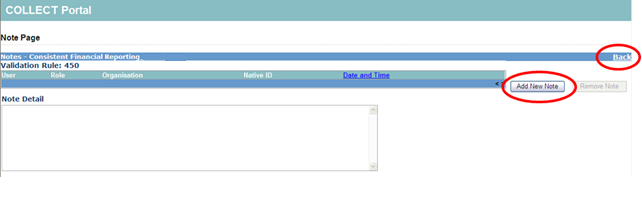 COLLECT Portal
Note Page
Notes - Consistent Financial Reporting Back
Validation Rule: 450
User Role Organisation Native ID Date and Time
Add New Note Remove Note
Note Detail